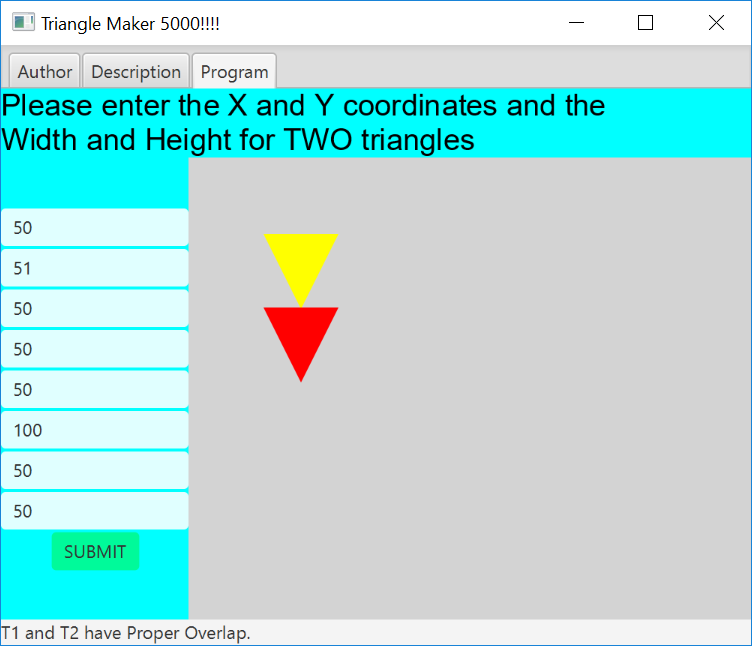 Triangle Maker 5000!!!!
Author Description Program
Please enter the X and Y coordinates and the
Width and Height for TWO triangles
50
51
50
50
50
100
50
50
SUBMIT
T1 and T2 have Proper Overlap.